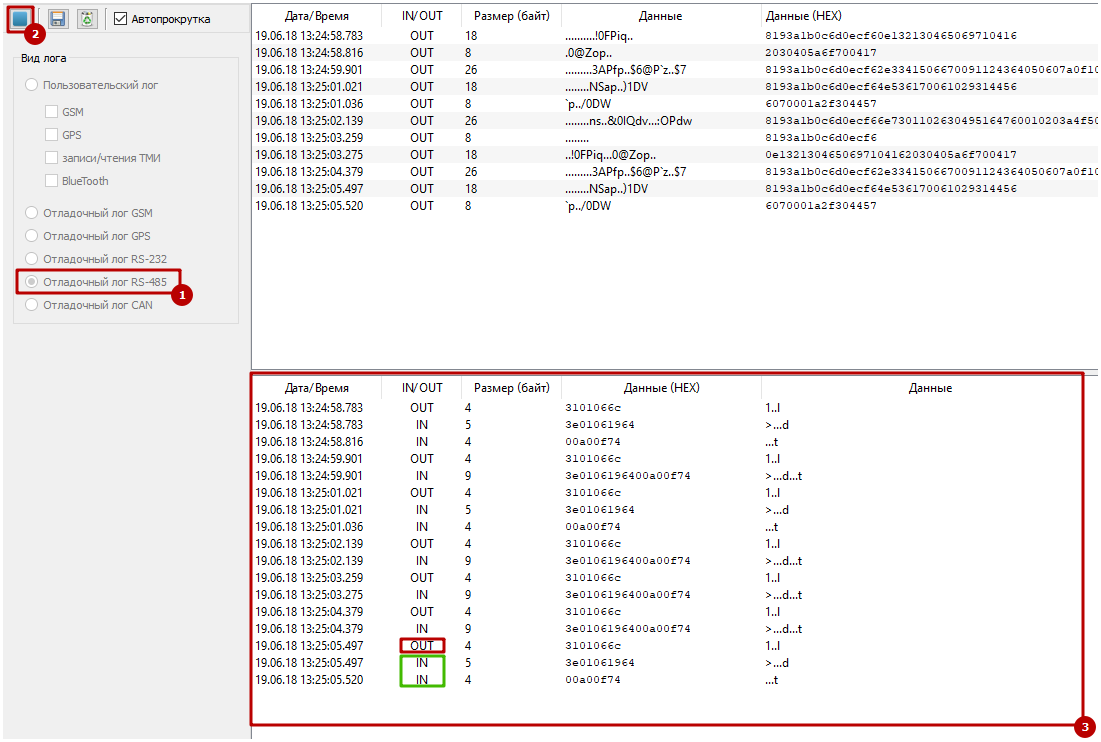 2
Автопрокрутка
Вид лога
Пользовательский лог
GSM
GPS
записи/чтения ТМИ
BlueTooth
Отладочный лог GSM
Отладочный лог GPS
Отладочный лог RS-232
Отладочный лог RS-485
1
Отладочный лог CAN
Дата/Время IN/OUT Размер (байт) Данные Данные (HEX)
19.06.18 13:24:58.783 OUT 18 ..........!0FPiq.. 8193a1b0c6d0ecf60e132130465069710416
19.06.18 13:24:58.816 OUT 8 .0@Zop.. 2030405a6f700417
19.06.18 13:24:59.901 OUT 26 .........3APfp..$6@P`z..$7 8193a1b0c6d0ecf62e3341506670091124364050607a0f10
19.06.18 13:25:01.021 OUT 18 ........NSap..)1DV 8193a1b0c6d0ecf64e536170061029314456
19.06.18 13:25:01.036 OUT 8 `p../0DW 6070001a2f304457
19.06.18 13:25:02.139 OUT 26 ........ns..&0IQdv...:OPdw 8193a1b0c6d0ecf66e7301102630495164760010203a4f50
19.06.18 13:25:03.259 OUT 8 ........ 8193a1b0c6d0ecf6
19.06.18 13:25:03.275 OUT 18 ..!0FPiq...0@Zop.. 0e1321304650697104162030405a6f700417
19.06.18 13:25:04.379 OUT 26 .........3APfp..$6@P`z..$7 8193a1b0c6d0ecf62e3341506670091124364050607a0f10
19.06.18 13:25:05.497 OUT 18 ........NSap..)1DV 8193a1b0c6d0ecf64e536170061029314456
19.06.18 13:25:05.520 OUT 8 `p../0DW 6070001a2f304457
Дата/Время IN/OUT Размер (байт) Данные (HEX) Данные
19.06.18 13:24:58.783 OUT 4 3101066c 1..l
19.06.18 13:24:58.783 IN 5 3e01061964 >...d
19.06.18 13:24:58.816 IN 4 00a00f74 ...t
19.06.18 13:24:59.901 OUT 4 3101066c 1..l
19.06.18 13:24:59.901 IN 9 3e0106196400a00f74 >...d...t
19.06.18 13:25:01.021 OUT 4 3101066c 1..l
19.06.18 13:25:01.021 IN 5 3e01061964 >...d
19.06.18 13:25:01.036 IN 4 00a00f74 ...t
19.06.18 13:25:02.139 OUT 4 3101066c 1..l
19.06.18 13:25:02.139 IN 9 3e0106196400a00f74 >...d...t
19.06.18 13:25:03.259 OUT 4 3101066c 1..l
19.06.18 13:25:03.275 IN 9 3e0106196400a00f74 >...d...t
19.06.18 13:25:04.379 OUT 4 3101066c 1..l
19.06.18 13:25:04.379 IN 9 3e0106196400a00f74 >...d...t
19.06.18 13:25:05.497 OUT 4 3101066c 1..l
19.06.18 13:25:05.497 IN 5 3e01061964 >...d
19.06.18 13:25:05.520 IN 4 00a00f74 ...t
3